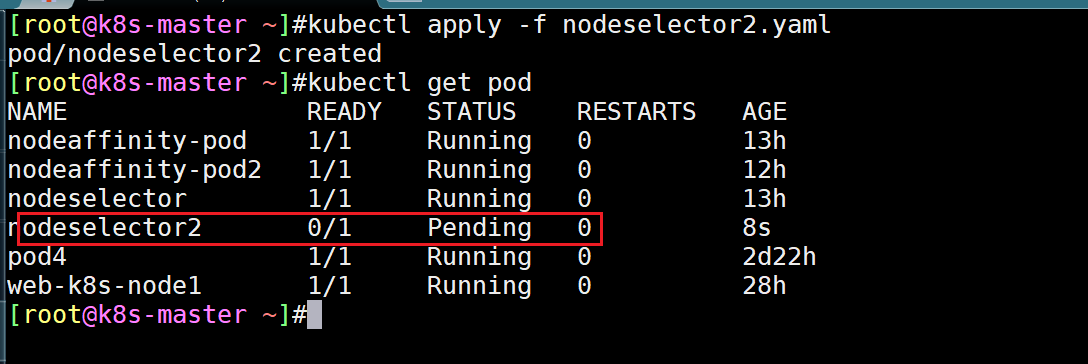 [root@k8s-master ~]#kubectl apply -f nodeselector2.yaml
pod/nodeselector2 created
[root@k8s-master ~]#kubectl get pod
NAME                READY   STATUS    RESTARTS   AGE
nodeaffinity-pod    1/1     Running   0          13h
nodeaffinity-pod2   1/1     Running   0          12h
nodeselector        1/1     Running   0          13h
nodeselector2       0/1     Pending   0          8s
pod4                1/1     Running   0          2d22h
web-k8s-node1       1/1     Running   0          28h
[root@k8s-master ~]#